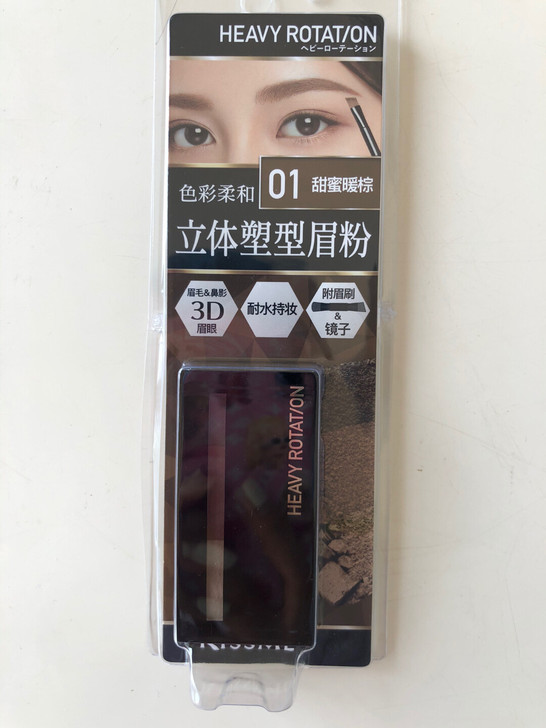 HEAVY ROTATION
ヘビーローテーション
色彩柔和
01 甜蜜暖棕
立体塑型眉粉
眉毛&鼻影
3D
眉眼
耐水持妆
附眉刷
&
镜子
HEAVY ROTATION
KISSME